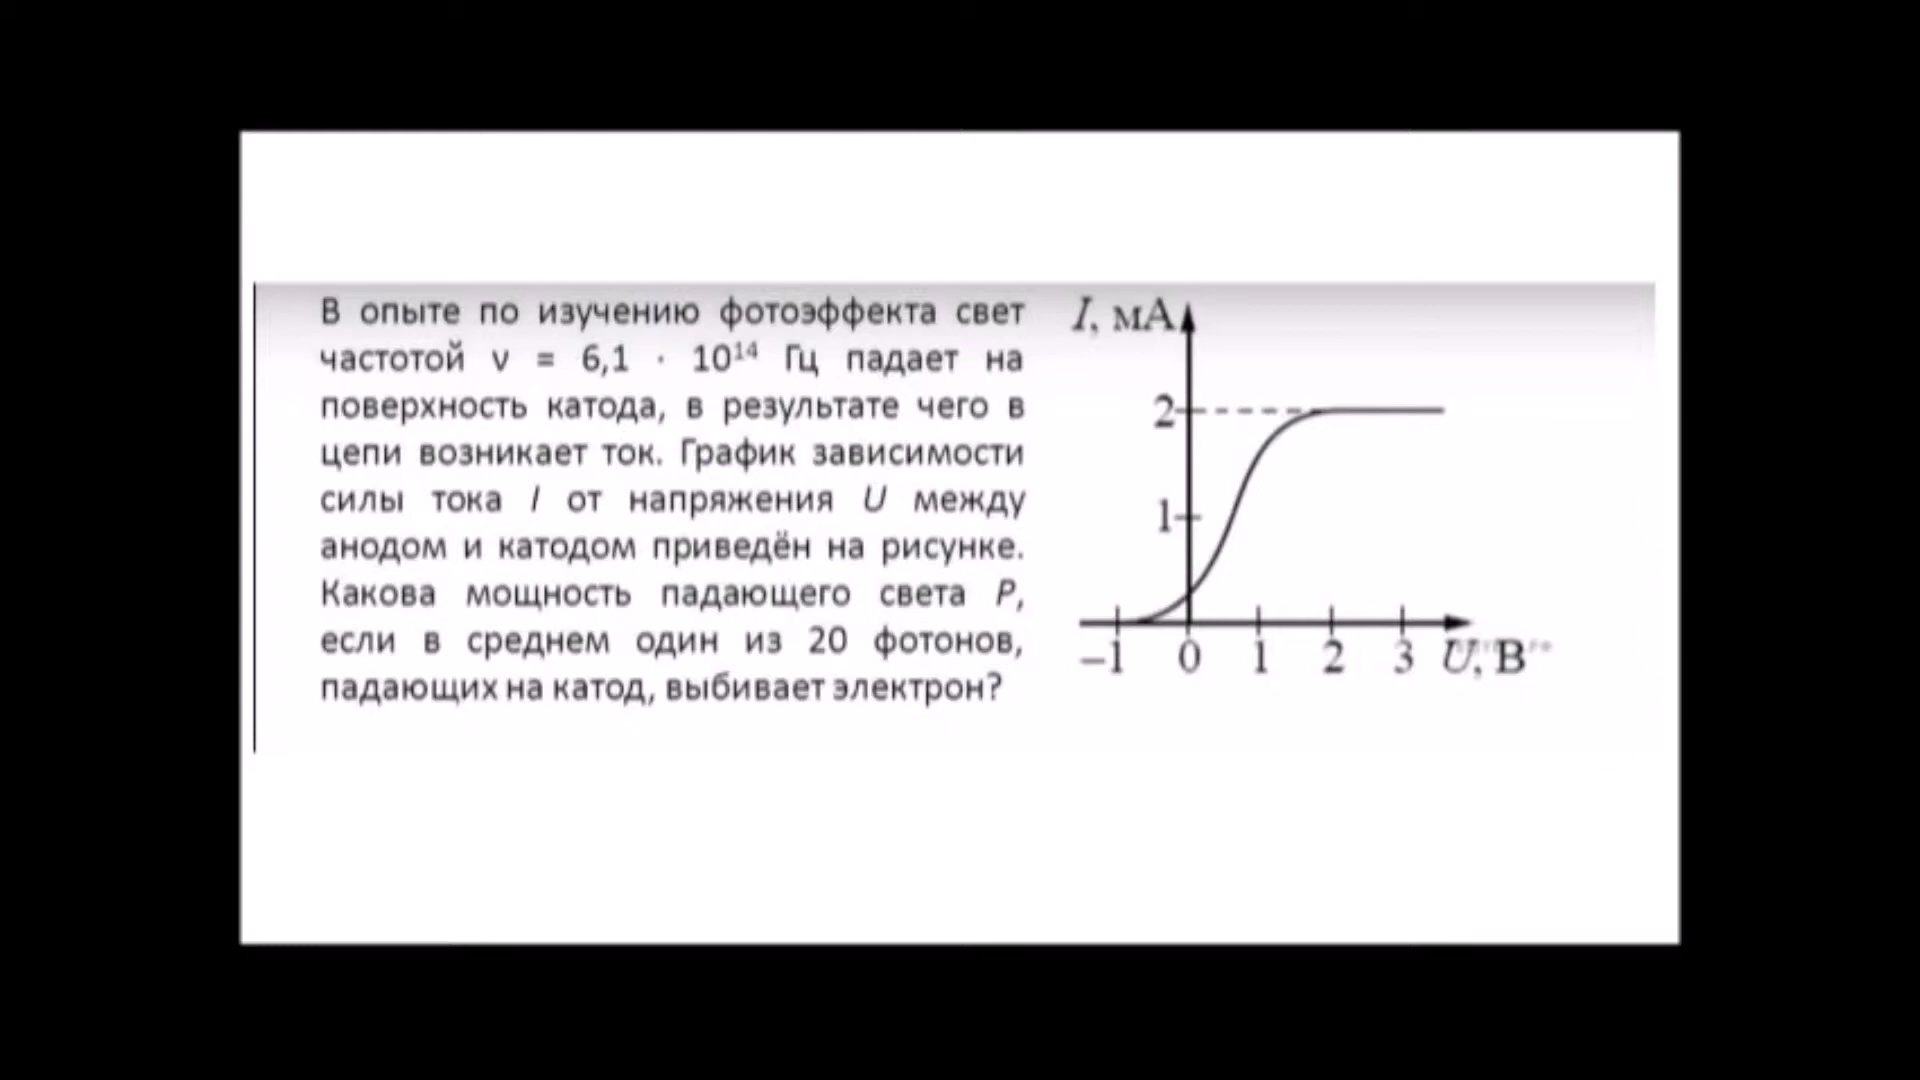 В опыте по изучению фотоэффекта свет
частотой ν = 6,1 · 10¹⁴ Гц падает на
поверхность катода, в результате чего в
цепи возникает ток. График зависимости
силы тока I от напряжения U между
анодом и катодом приведён на рисунке.
Какова мощность падающего света P,
если в среднем один из 20 фотонов,
падающих на катод, выбивает электрон?
I, мА
2
1
–1 0 1 2 3 U, В